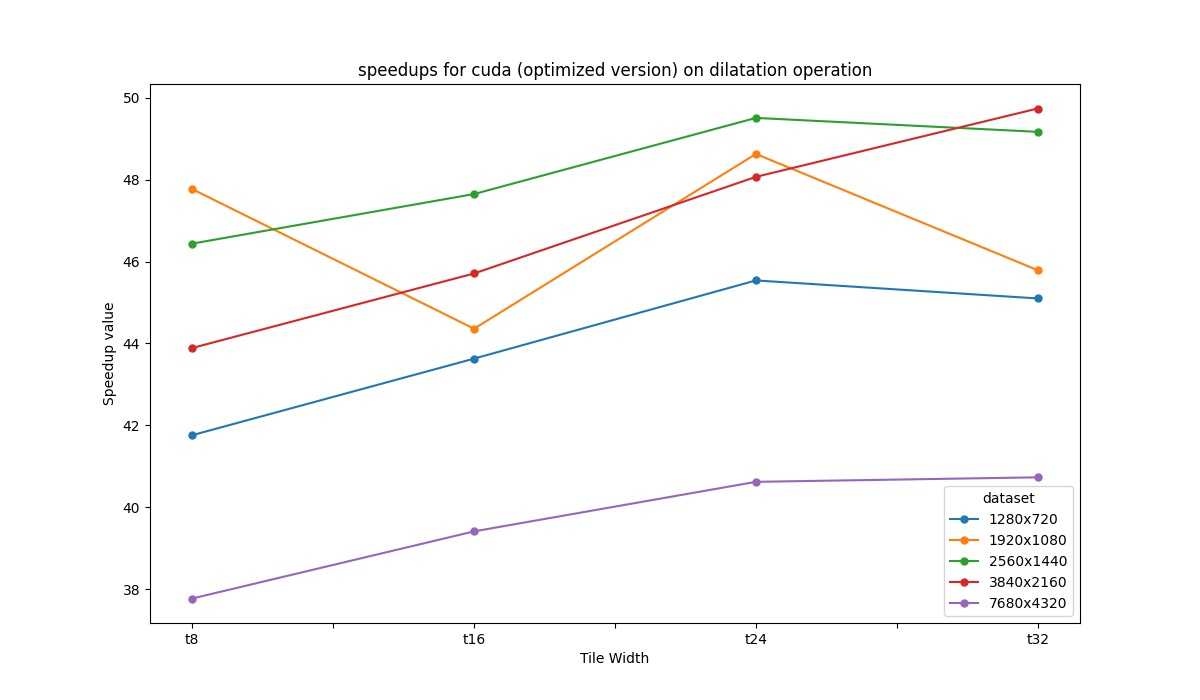 speedups for cuda (optimized version) on dilatation operation
50
48
46
44
42
40
38
Speedup value
t8
t16
t24
t32
Tile Width
dataset
1280x720
1920x1080
2560x1440
3840x2160
7680x4320